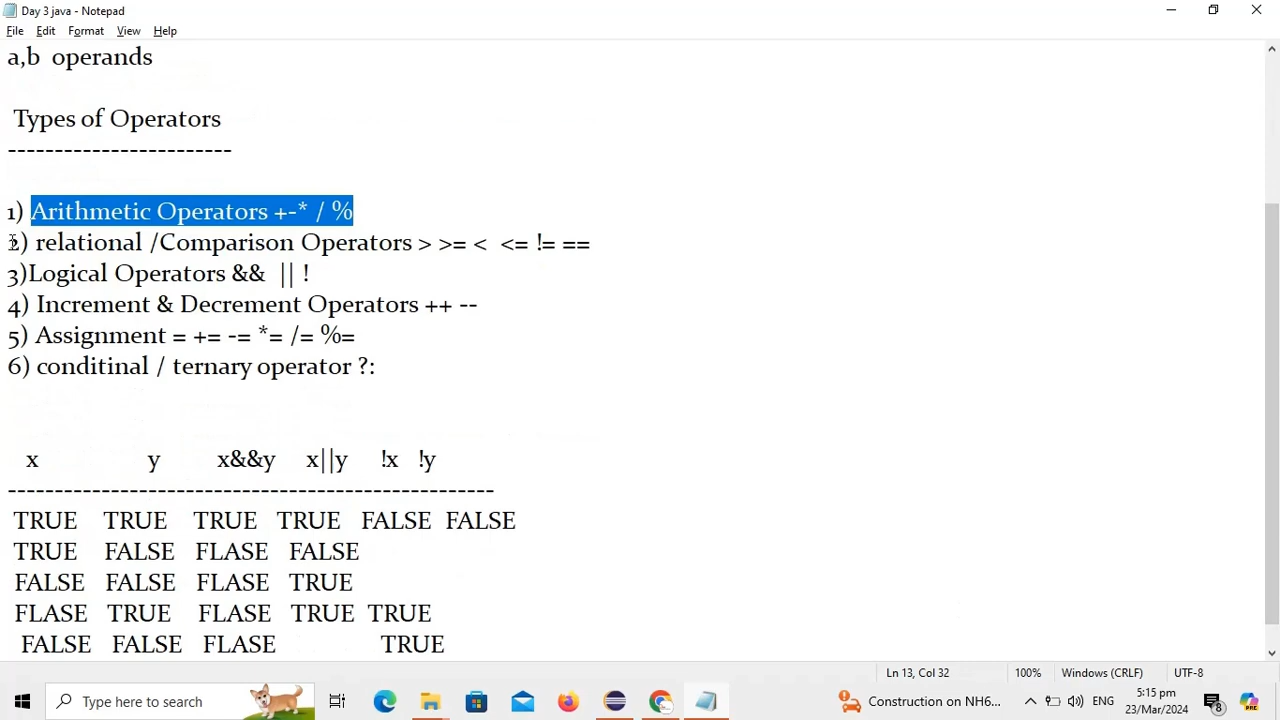 Day 3 java - Notepad
File Edit Format View Help
a,b operands
Types of Operators
------------------------
1) Arithmetic Operators +-* / %
2) relational /Comparison Operators > >= < <= != ==
3)Logical Operators && || !
4) Increment & Decrement Operators ++ --
5) Assignment = += -= *= /= %=
6) conditinal / ternary operator ?:
x y x&&y x||y !x !y
----------------------------------------------------
TRUE TRUE TRUE TRUE FALSE FALSE
TRUE FALSE FLASE FALSE
FALSE FALSE FLASE TRUE
FLASE TRUE FLASE TRUE TRUE
FALSE FALSE FLASE TRUE
Ln 13, Col 32 100% Windows (CRLF) UTF-8
Type here to search
Construction on NH6...
ENG
5:15 pm
23/Mar/2024
8
PRE